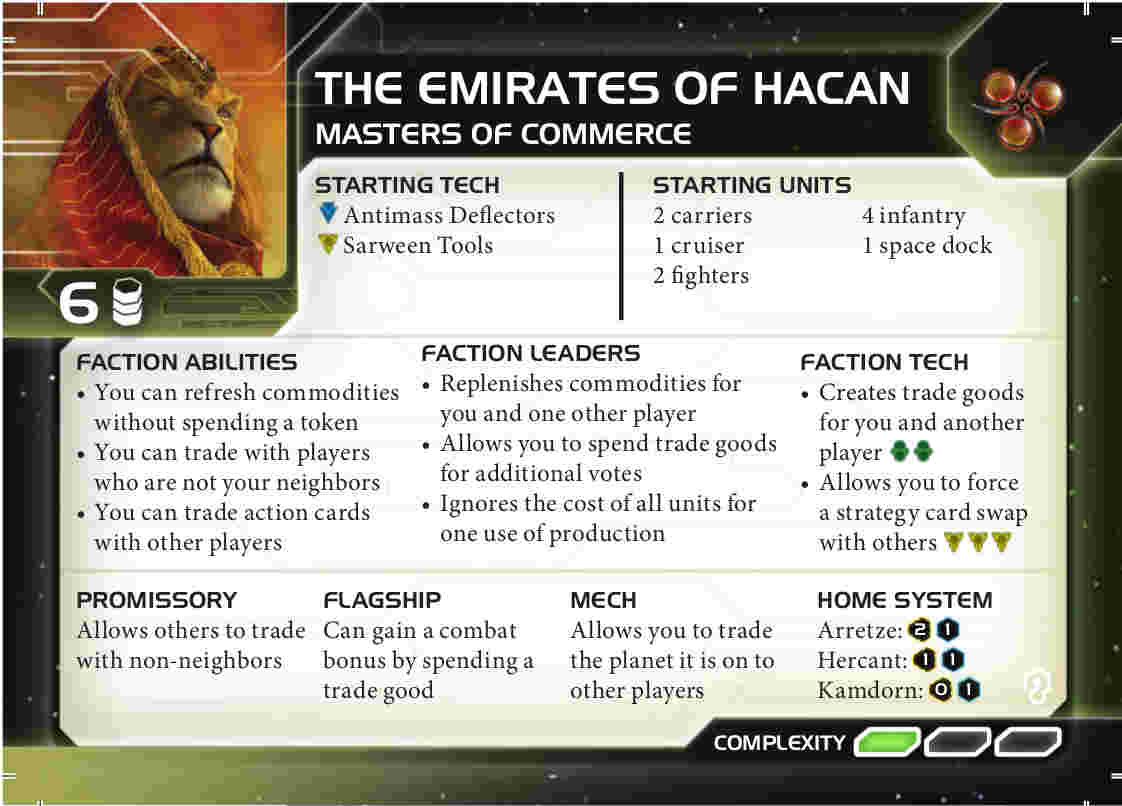 THE EMIRATES OF HACAN
MASTERS OF COMMERCE
6
STARTING TECH
Antimass Deflectors
Sarween Tools
STARTING UNITS
2 carriers
1 cruiser
2 fighters
4 infantry
1 space dock
FACTION ABILITIES
• You can refresh commodities
without spending a token
• You can trade with players
who are not your neighbors
• You can trade action cards
with other players
FACTION LEADERS
• Replenishes commodities for
you and one other player
• Allows you to spend trade goods
for additional votes
• Ignores the cost of all units for
one use of production
FACTION TECH
• Creates trade goods
for you and another
player
• Allows you to force
a strategy card swap
with others
PROMISSORY
Allows others to trade
with non-neighbors
FLAGSHIP
Can gain a combat
bonus by spending a
trade good
MECH
Allows you to trade
the planet it is on to
other players
HOME SYSTEM
Arretze: 2 1
Hercant: 1 1
Kamdorn: 0 1
COMPLEXITY